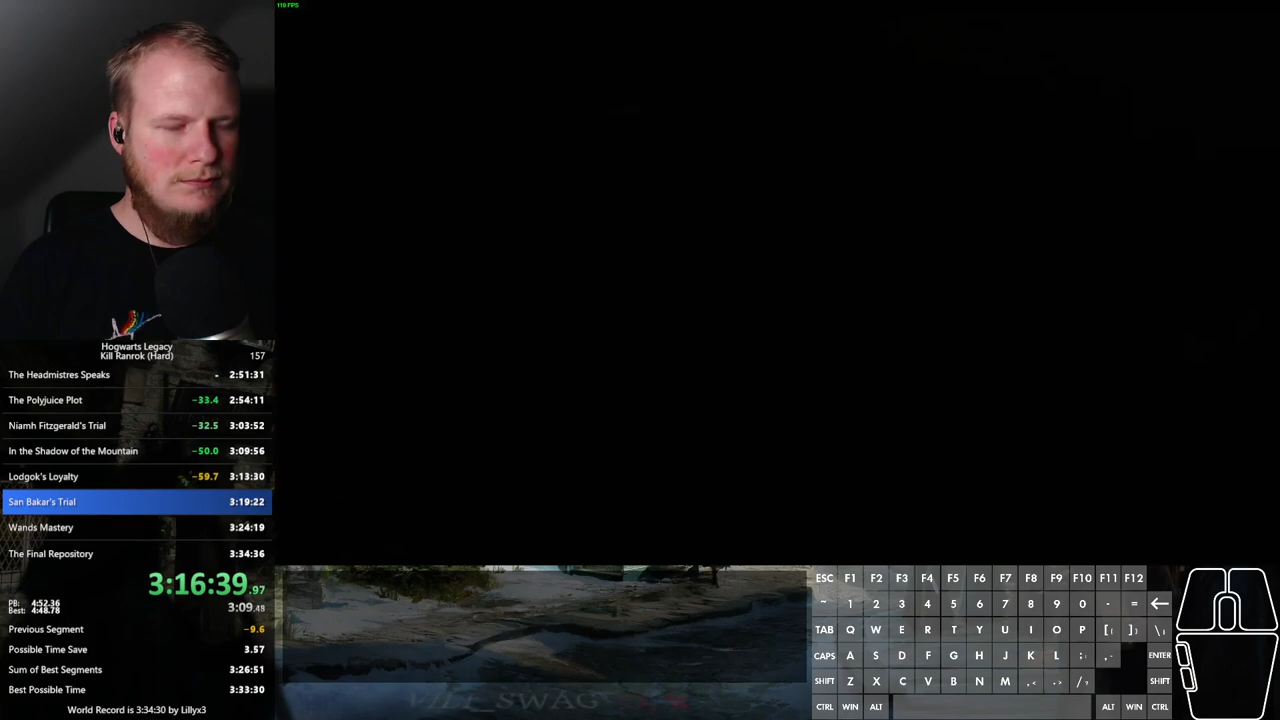 119 FPS
Hogwarts Legacy
Kill Ranrok (Hard) 157
The Headmistres Speaks - 2:51:31
The Polyjuice Plot -33.4 2:54:11
Niamh Fitzgerald's Trial -32.5 3:03:52
In the Shadow of the Mountain -50.0 3:09:56
Lodgok's Loyalty -59.7 3:13:30
San Bakar's Trial 3:19:22
Wands Mastery 3:24:19
The Final Repository 3:34:36
3:16:39.97
PB: 4:52.36
Best: 4:48.78
3:09.48
Previous Segment -9.6
Possible Time Save 3.57
Sum of Best Segments 3:26:51
Best Possible Time 3:33:30
World Record is 3:34:30 by Lillyx3
ESC F1 F2 F3 F4 F5 F6 F7 F8 F9 F10 F11 F12
~ 1 2 3 4 5 6 7 8 9 0 - =
TAB Q W E R T Y U I O P [{ ]} \|
CAPS A S D F G H J K L ENTER
SHIFT Z X C V B N M SHIFT
CTRL WIN ALT ALT WIN CTRL